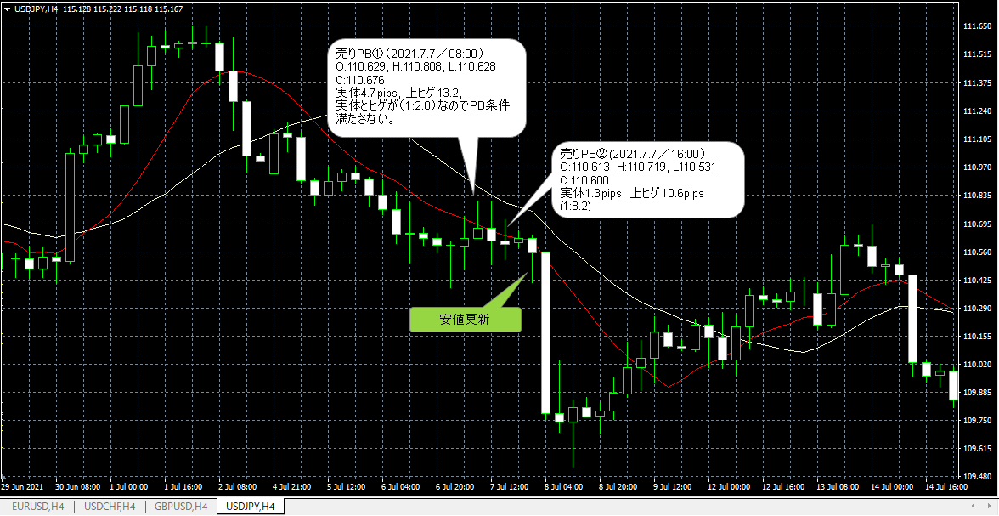 USDJPY,H4 115.128 115.222 115.118 115.167
売りPB①（2021.7.7／08:00）
O:110.629, H:110.808, L:110.628
C:110.676
実体4.7pips, 上ヒゲ13.2,
実体とヒゲが（1:2.8）なのでPB条件
満たさない。
売りPB②(2021.7.7／16:00）
O:110.613, H:110.719, L110.531
C:110.600
実体1.3pips, 上ヒゲ10.6pips
(1:8.2)
安値更新
111.650
111.515
111.375
111.240
111.105
110.970
110.835
110.695
110.560
110.425
110.290
110.155
110.020
109.885
109.750
109.615
109.480
29 Jun 2021 30 Jun 08:00 1 Jul 00:00 1 Jul 16:00 2 Jul 08:00 4 Jul 21:00 5 Jul 12:00 6 Jul 04:00 6 Jul 20:00 7 Jul 12:00 8 Jul 04:00 8 Jul 20:00 9 Jul 12:00 12 Jul 00:00 12 Jul 16:00 13 Jul 08:00 14 Jul 00:00 14 Jul 16:00
EURUSD,H4 USDCHF,H4 GBPUSD,H4 USDJPY,H4